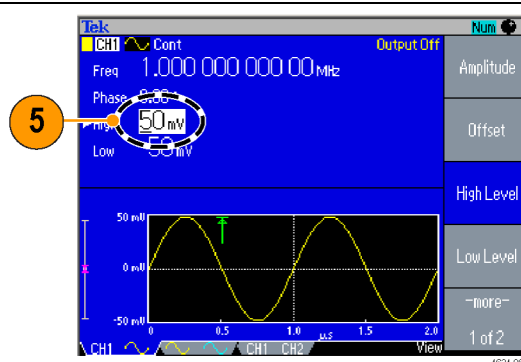 Tek
Num
CH1 Cont Output Off
Freq 1.000 000 000 00 MHz
Phase
5
50 mV
Low 50 mV
Amplitude
Offset
High Level
Low Level
-more-
1 of 2
50 mV
0 mV
-50 mV
0 0.5 1.0 µs 1.5 2.0
CH1 CH1 CH2 View